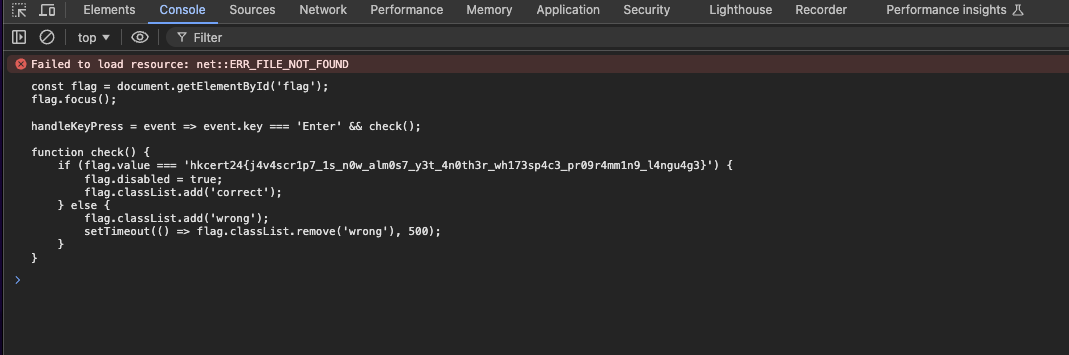 Elements Console Sources Network Performance Memory Application Security Lighthouse Recorder Performance insights
top Filter
Failed to load resource: net::ERR_FILE_NOT_FOUND
const flag = document.getElementById('flag');
flag.focus();
handleKeyPress = event => event.key === 'Enter' && check();
function check() {
    if (flag.value === 'hkcert24{j4v4scr1p7_1s_n0w_alm0s7_y3t_4n0th3r_wh173sp4c3_pr09r4mm1n9_l4ngu4g3}') {
        flag.disabled = true;
        flag.classList.add('correct');
    } else {
        flag.classList.add('wrong');
        setTimeout(() => flag.classList.remove('wrong'), 500);
    }
}